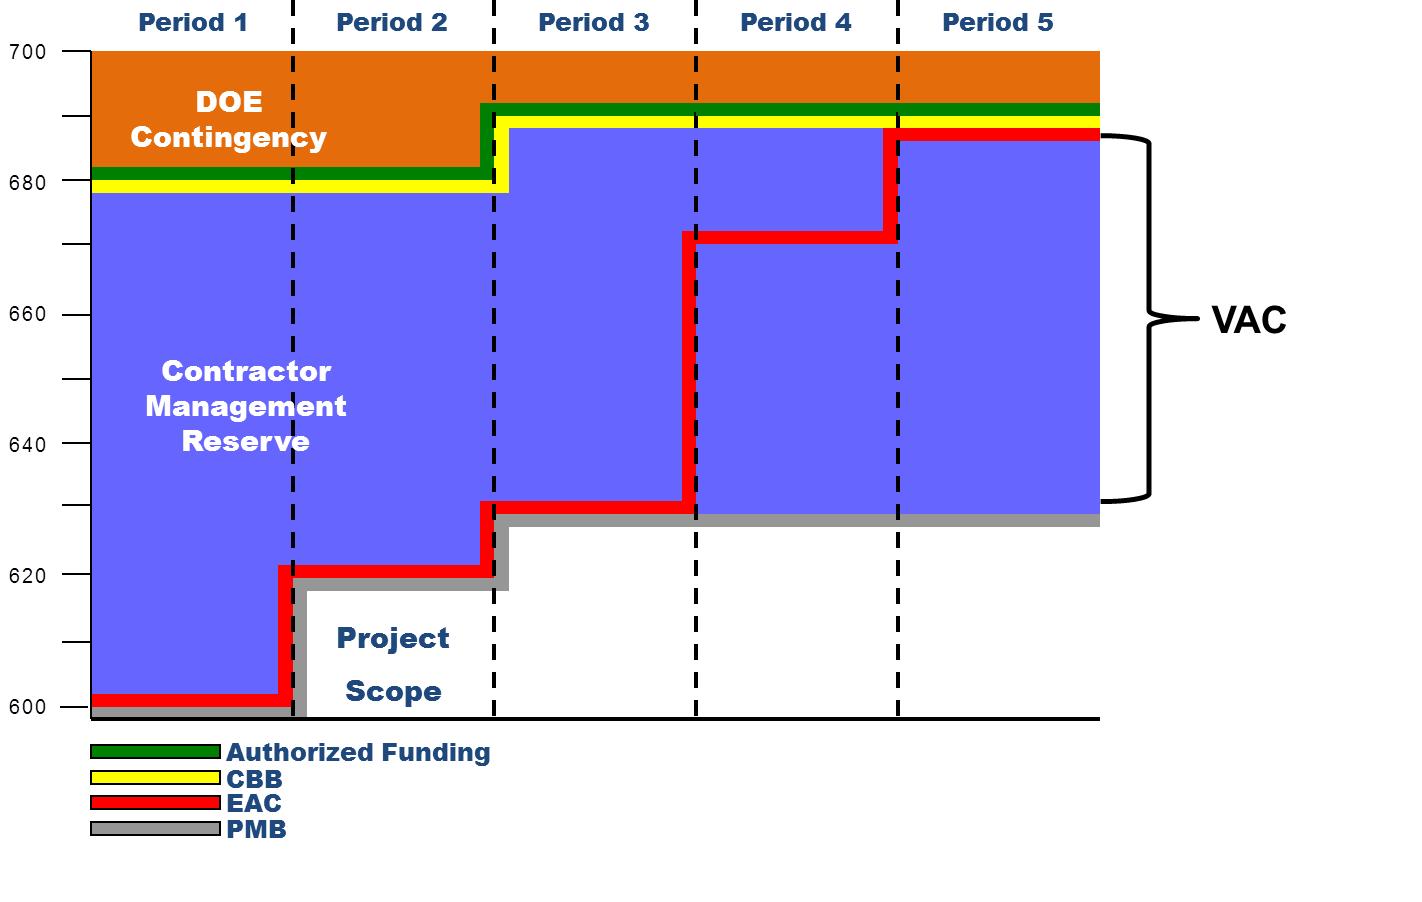 Period 1 Period 2 Period 3 Period 4 Period 5
700
DOE
Contingency
680
660
VAC
Contractor
Management
Reserve
640
620
Project
Scope
600
Authorized Funding
CBB
EAC
PMB